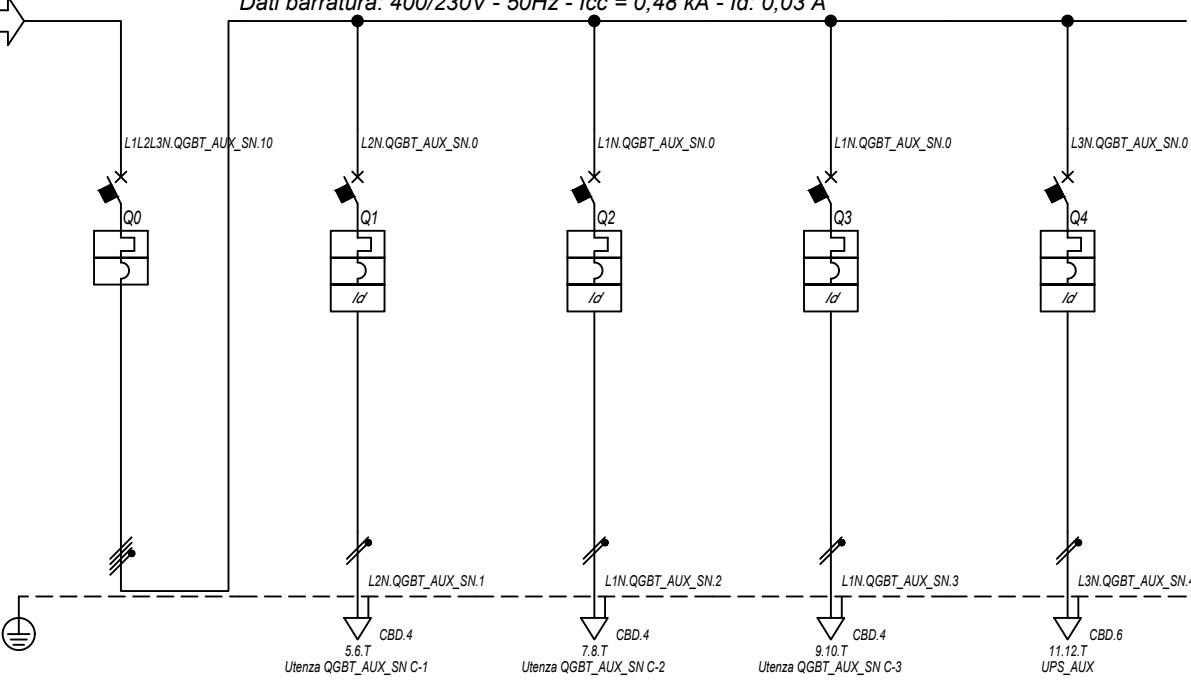 Dati barratura: 400/230V - 50Hz - Icc = 0,48 kA - Id: 0,03 A
L1L2L3N.QGBT_AUX_SN.10
L2N.QGBT_AUX_SN.0
L1N.QGBT_AUX_SN.0
L1N.QGBT_AUX_SN.0
L3N.QGBT_AUX_SN.0
Q0
Q1
Q2
Q3
Q4
Id
Id
Id
Id
L2N.QGBT_AUX_SN.1
L1N.QGBT_AUX_SN.2
L1N.QGBT_AUX_SN.3
L3N.QGBT_AUX_SN.4
CBD.4
CBD.4
CBD.4
CBD.6
5.6.T
7.8.T
9.10.T
11.12.T
Utenza QGBT_AUX_SN C-1
Utenza QGBT_AUX_SN C-2
Utenza QGBT_AUX_SN C-3
UPS_AUX